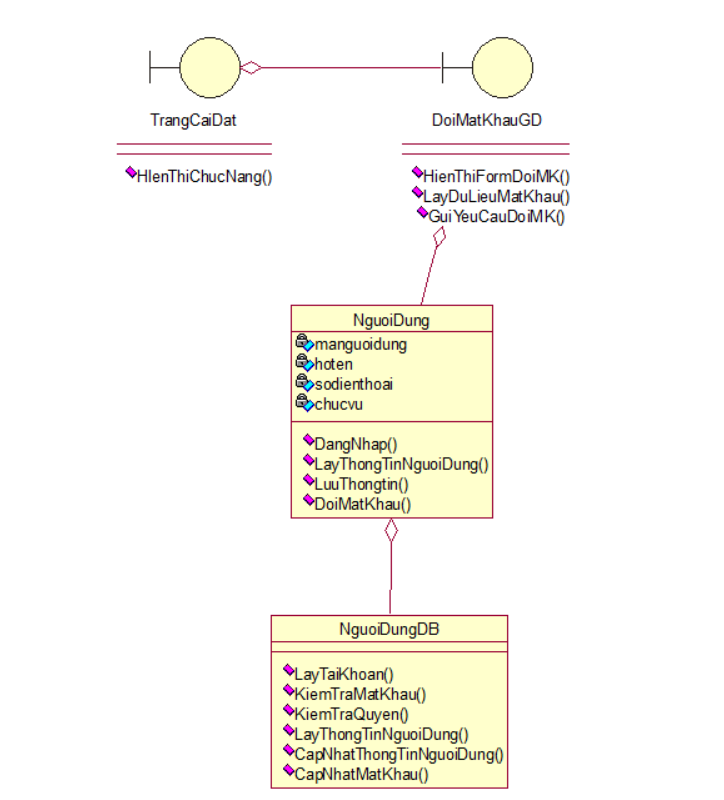 TrangCaiDat
DoiMatKhauGD
HIenThiChucNang()
HienThiFormDoiMK()
LayDuLieuMatKhau()
GuiYeuCauDoiMK()
NguoiDung
manguoidung
hoten
sodienthoai
chucvu
DangNhap()
LayThongTinNguoiDung()
LuuThongtin()
DoiMatKhau()
NguoiDungDB
LayTaiKhoan()
KiemTraMatKhau()
KiemTraQuyen()
LayThongTinNguoiDung()
CapNhatThongTinNguoiDung()
CapNhatMatKhau()